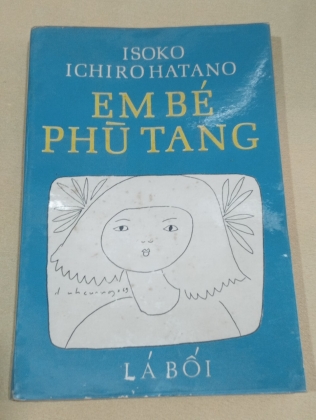 ISOKO
ICHIRO HATANO
EM BÉ
PHÙ TANG
LÁ BỐI